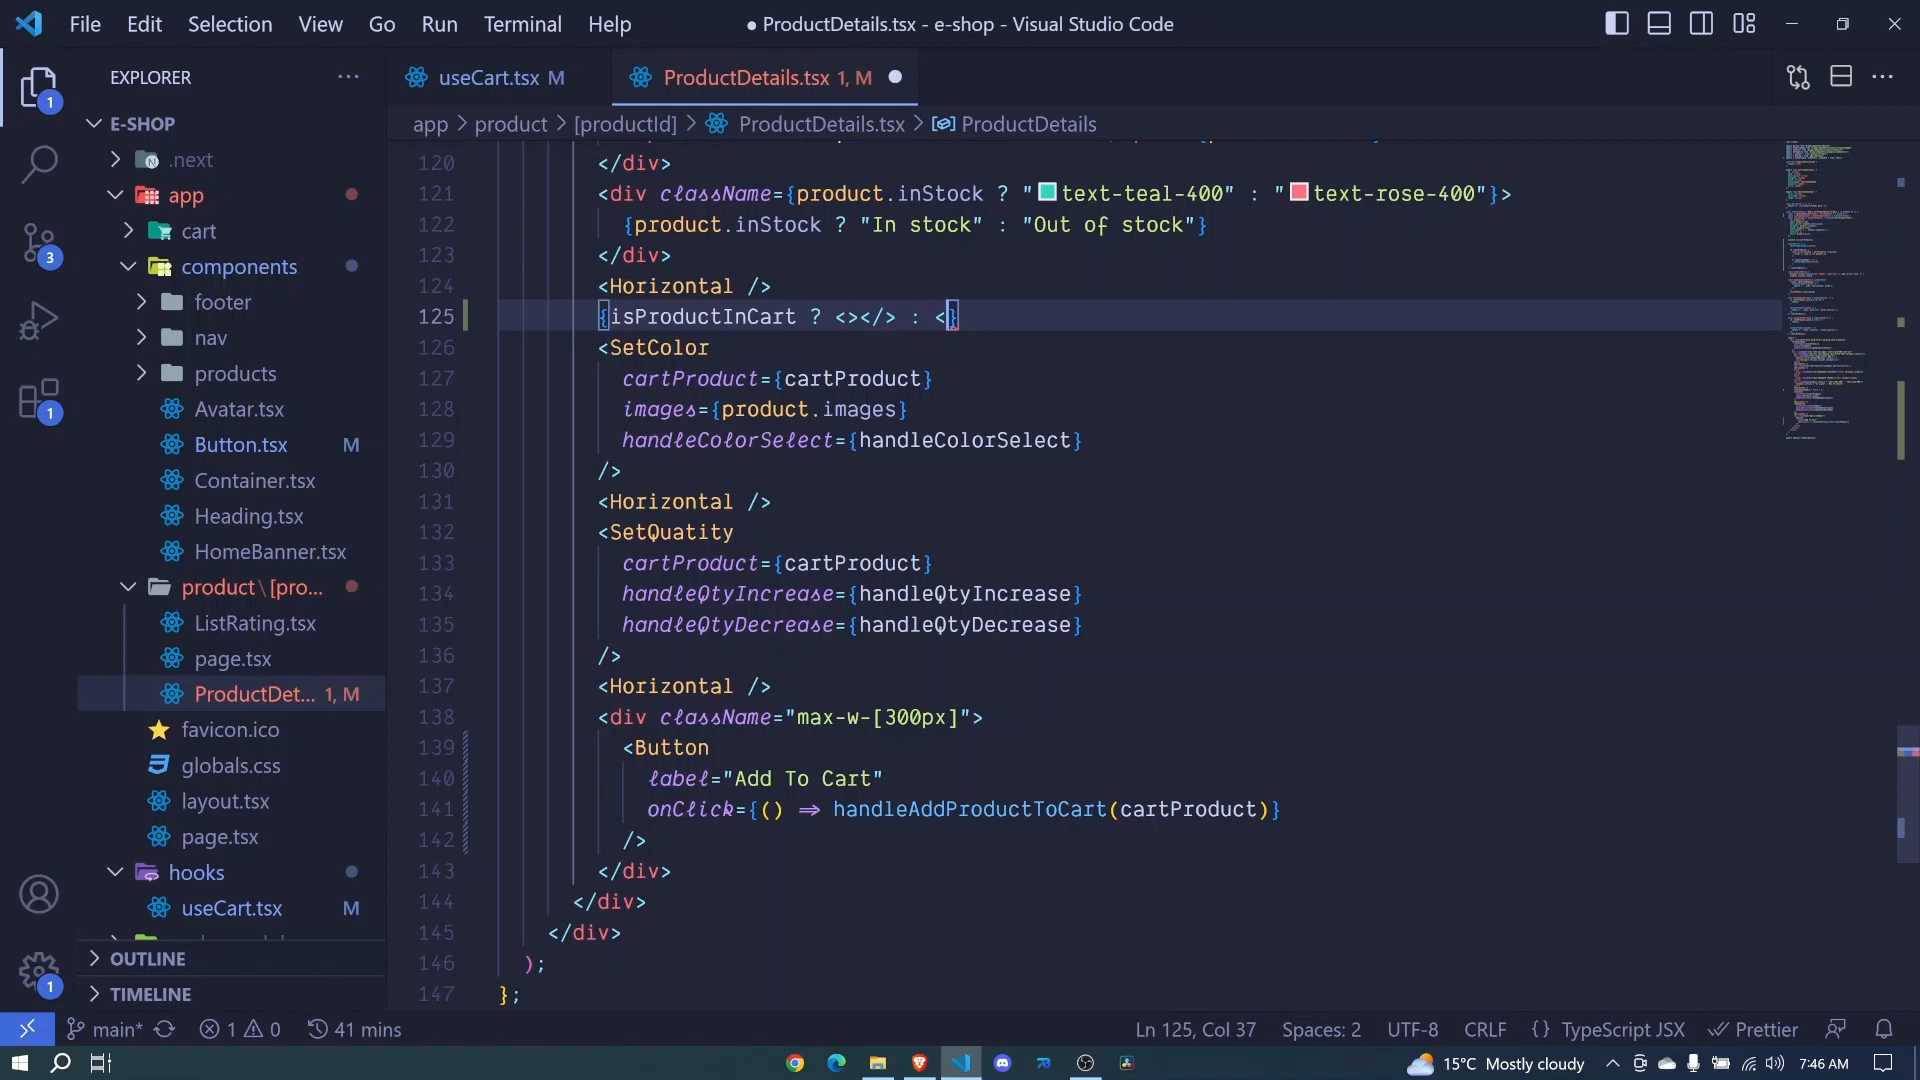 File Edit Selection View Go Run Terminal Help
● ProductDetails.tsx - e-shop - Visual Studio Code
EXPLORER
useCart.tsx M
ProductDetails.tsx 1, M
app > product > [productId] > ProductDetails.tsx > ProductDetails
E-SHOP
.next
app
cart
components
footer
nav
products
Avatar.tsx
Button.tsx M
Container.tsx
Heading.tsx
HomeBanner.tsx
product\[pro...
ListRating.tsx
page.tsx
ProductDet... 1, M
favicon.ico
globals.css
layout.tsx
page.tsx
hooks
useCart.tsx M
OUTLINE
TIMELINE
1
3
1
1
120 </div>
121 <div className={product.inStock ? "text-teal-400" : "text-rose-400"}>
122 {product.inStock ? "In stock" : "Out of stock"}
123 </div>
124 <Horizontal />
125 {isProductInCart ? <></> : <}
126 <SetColor
127 cartProduct={cartProduct}
128 images={product.images}
129 handleColorSelect={handleColorSelect}
130 />
131 <Horizontal />
132 <SetQuatity
133 cartProduct={cartProduct}
134 handleQtyIncrease={handleQtyIncrease}
135 handleQtyDecrease={handleQtyDecrease}
136 />
137 <Horizontal />
138 <div className="max-w-[300px]">
139 <Button
140 label="Add To Cart"
141 onClick={() => handleAddProductToCart(cartProduct)}
142 />
143 </div>
144 </div>
145 </div>
146 );
147 };
main* 1 0 41 mins
Ln 125, Col 37 Spaces: 2 UTF-8 CRLF {} TypeScript JSX Prettier
15°C Mostly cloudy 7:46 AM